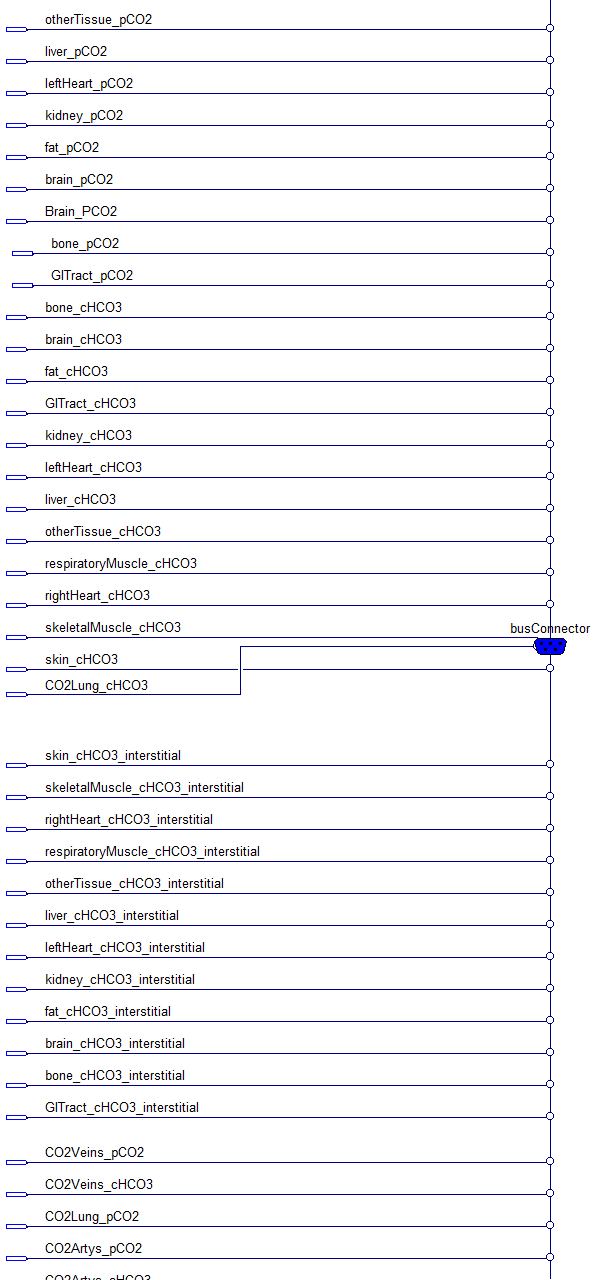 otherTissue_pCO2
liver_pCO2
leftHeart_pCO2
kidney_pCO2
fat_pCO2
brain_pCO2
Brain_PCO2
bone_pCO2
GITract_pCO2
bone_cHCO3
brain_cHCO3
fat_cHCO3
GITract_cHCO3
kidney_cHCO3
leftHeart_cHCO3
liver_cHCO3
otherTissue_cHCO3
respiratoryMuscle_cHCO3
rightHeart_cHCO3
skeletalMuscle_cHCO3
busConnector
skin_cHCO3
CO2Lung_cHCO3
skin_cHCO3_interstitial
skeletalMuscle_cHCO3_interstitial
rightHeart_cHCO3_interstitial
respiratoryMuscle_cHCO3_interstitial
otherTissue_cHCO3_interstitial
liver_cHCO3_interstitial
leftHeart_cHCO3_interstitial
kidney_cHCO3_interstitial
fat_cHCO3_interstitial
brain_cHCO3_interstitial
bone_cHCO3_interstitial
GITract_cHCO3_interstitial
CO2Veins_pCO2
CO2Veins_cHCO3
CO2Lung_pCO2
CO2Artys_pCO2
CO2Artys_cHCO3